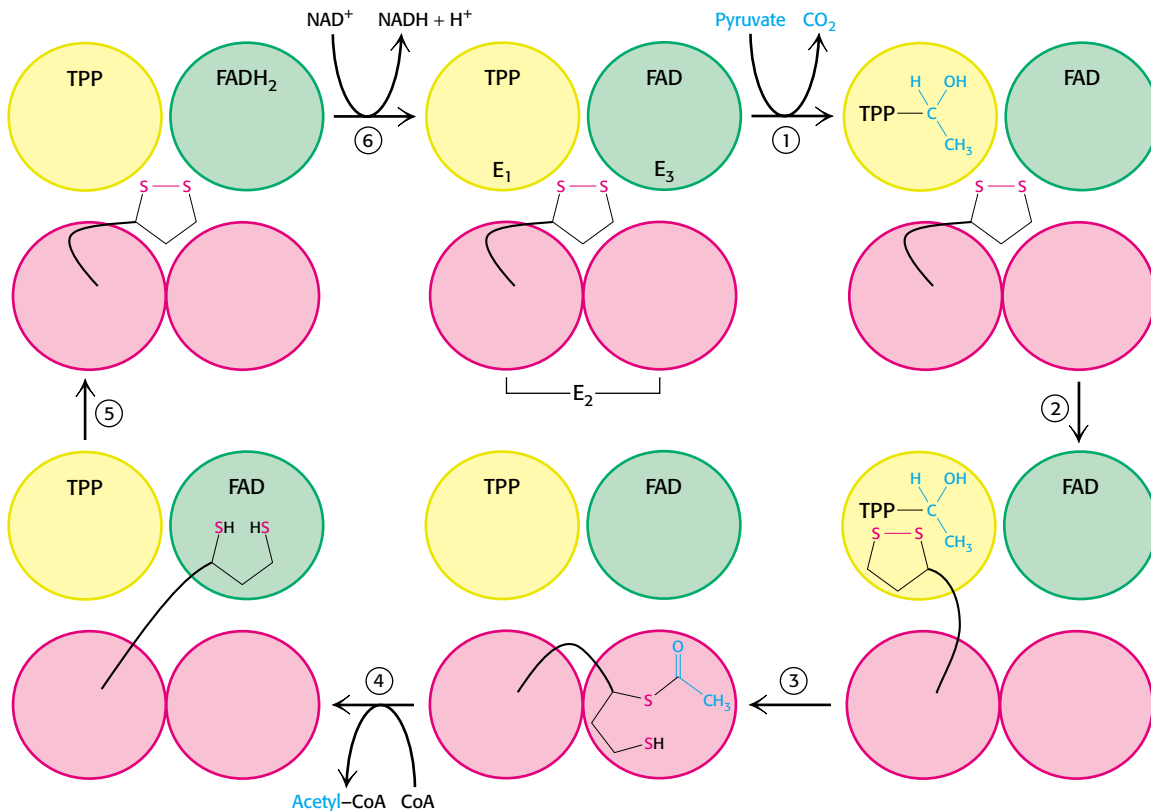 NAD⁺ NADH + H⁺
Pyruvate CO₂
TPP FADH₂
⑥
TPP FAD
E₁ E₃
①
H OH
TPP C
CH₃
FAD
S S
S S
S S
E₂
⑤
②
TPP FAD
SH HS
TPP FAD
H OH
TPP C
CH₃
S S
FAD
④
③
O
S CH₃
SH
Acetyl–CoA CoA